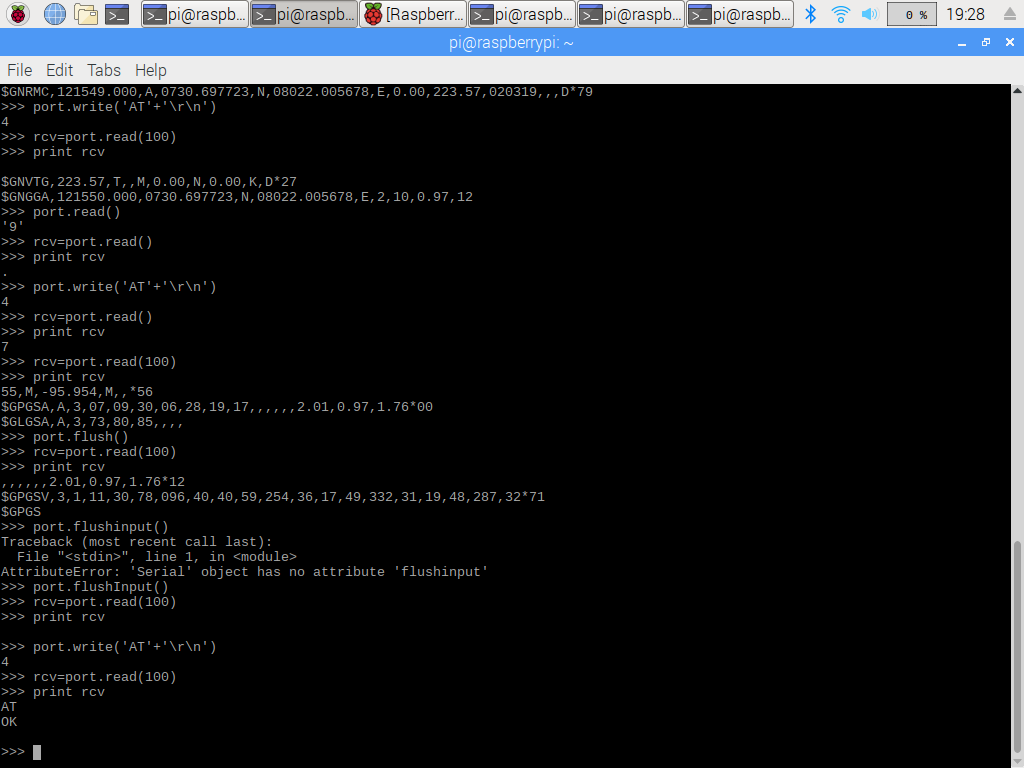 pi@raspb...
pi@raspb...
[Raspberr...
pi@raspb...
pi@raspb...
pi@raspb...
0 %
19:28
pi@raspberrypi: ~
File Edit Tabs Help
$GNRMC,121549.000,A,0730.697723,N,08022.005678,E,0.00,223.57,020319,,,D*79
>>> port.write('AT'+'\r\n')
4
>>> rcv=port.read(100)
>>> print rcv
$GNVTG,223.57,T,,M,0.00,N,0.00,K,D*27
$GNGGA,121550.000,0730.697723,N,08022.005678,E,2,10,0.97,12
>>> port.read()
'9'
>>> rcv=port.read()
>>> print rcv
.
>>> port.write('AT'+'\r\n')
4
>>> rcv=port.read()
>>> print rcv
7
>>> rcv=port.read(100)
>>> print rcv
55,M,-95.954,M,,*56
$GPGSA,A,3,07,09,30,06,28,19,17,,,,,,2.01,0.97,1.76*00
$GLGSA,A,3,73,80,85,,,,
>>> port.flush()
>>> rcv=port.read(100)
>>> print rcv
,,,,,,2.01,0.97,1.76*12
$GPGSV,3,1,11,30,78,096,40,40,59,254,36,17,49,332,31,19,48,287,32*71
$GPGS
>>> port.flushinput()
Traceback (most recent call last):
  File "<stdin>", line 1, in <module>
AttributeError: 'Serial' object has no attribute 'flushinput'
>>> port.flushInput()
>>> rcv=port.read(100)
>>> print rcv
>>> port.write('AT'+'\r\n')
4
>>> rcv=port.read(100)
>>> print rcv
AT
OK
>>>